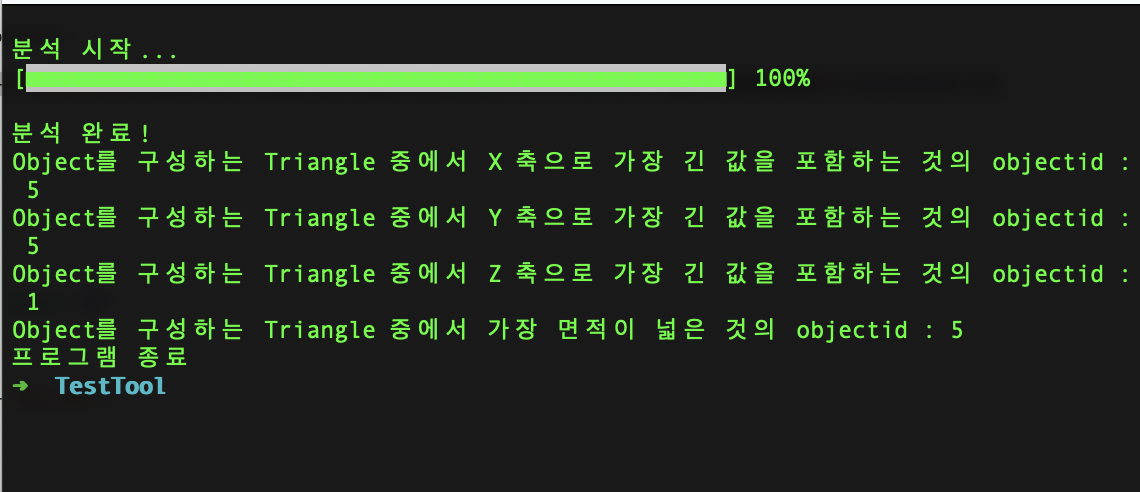 분석 시작...
[] 100%
분석 완료!
Object를 구성하는 Triangle 중에서 X축으로 가장 긴 값을 포함하는 것의 objectid :
5
Object를 구성하는 Triangle 중에서 Y축으로 가장 긴 값을 포함하는 것의 objectid :
5
Object를 구성하는 Triangle 중에서 Z축으로 가장 긴 값을 포함하는 것의 objectid :
1
Object를 구성하는 Triangle 중에서 가장 면적이 넓은 것의 objectid : 5
프로그램 종료
➜ TestTool